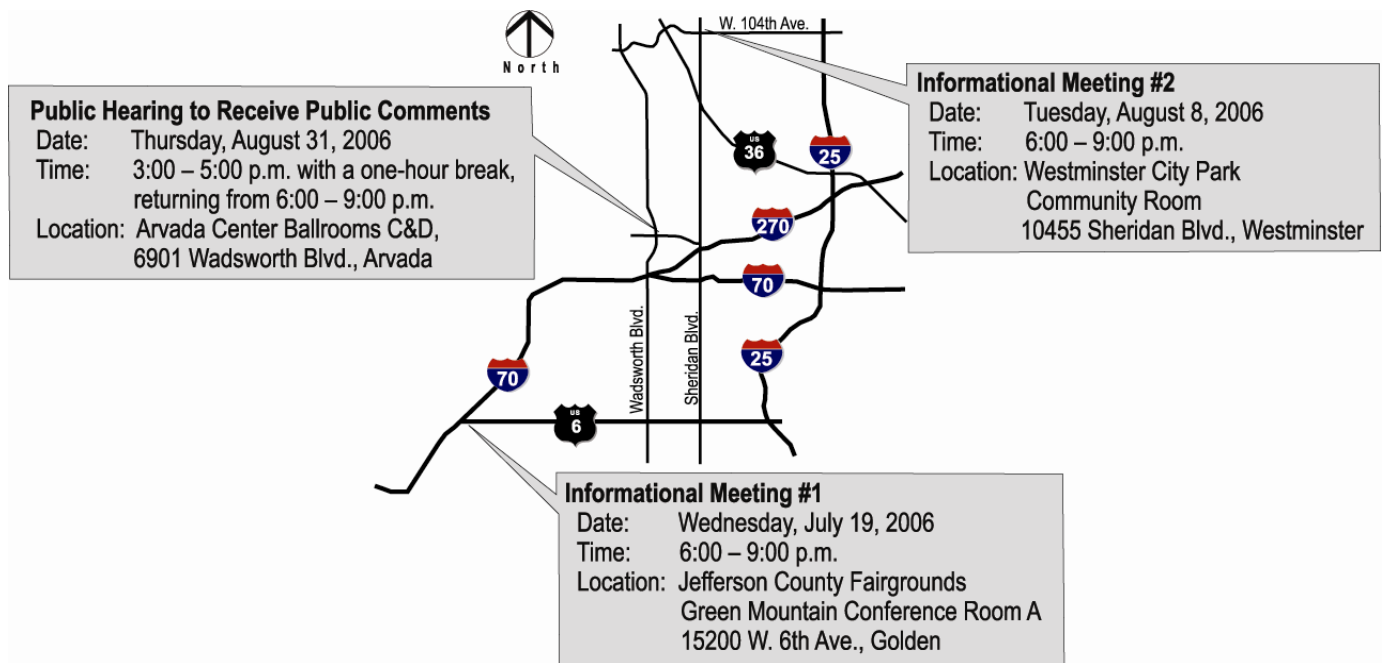 W. 104th Ave.
North
Public Hearing to Receive Public Comments
Date: Thursday, August 31, 2006
Time: 3:00 – 5:00 p.m. with a one-hour break,
returning from 6:00 – 9:00 p.m.
Location: Arvada Center Ballrooms C&D,
6901 Wadsworth Blvd., Arvada
Informational Meeting #2
Date: Tuesday, August 8, 2006
Time: 6:00 – 9:00 p.m.
Location: Westminster City Park
Community Room
10455 Sheridan Blvd., Westminster
US
36
25
270
70
Wadsworth Blvd.
Sheridan Blvd.
25
70
US
6
Informational Meeting #1
Date: Wednesday, July 19, 2006
Time: 6:00 – 9:00 p.m.
Location: Jefferson County Fairgrounds
Green Mountain Conference Room A
15200 W. 6th Ave., Golden